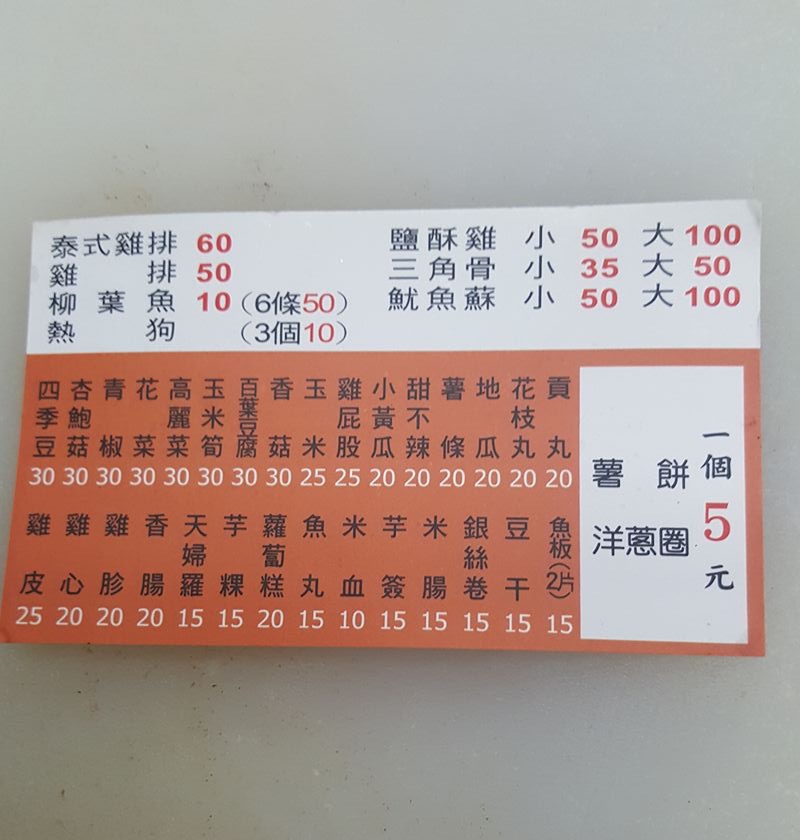 泰式雞排 60
雞排 50
柳葉魚 10（6條50）
熱狗（3個10）
鹽酥雞 小 50 大 100
三角骨 小 35 大 50
魷魚蘇 小 50 大 100
四季豆 30
杏鮑菇 30
青椒 30
花菜 30
高麗菜 30
玉米筍 30
百葉豆腐 30
香菇 30
玉米 25
雞屁股 25
小黃瓜 20
甜不辣 20
薯條 20
地瓜 20
花枝丸 20
貢丸 20
雞皮 25
雞心 20
雞胗 20
香腸 20
天婦羅 15
芋粿 15
蘿蔔糕 20
魚丸 15
米血 10
芋簽 15
米腸 15
銀絲卷 15
豆干 15
魚板(2片) 15
薯餅
洋蔥圈
一個5元